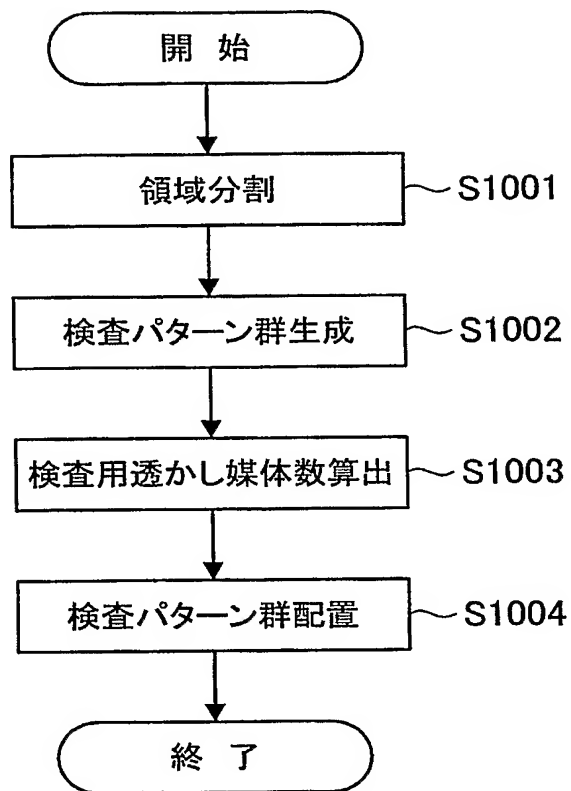 開 始
領域分割 S1001
検査パターン群生成 S1002
検査用透かし媒体数算出 S1003
検査パターン群配置 S1004
終 了